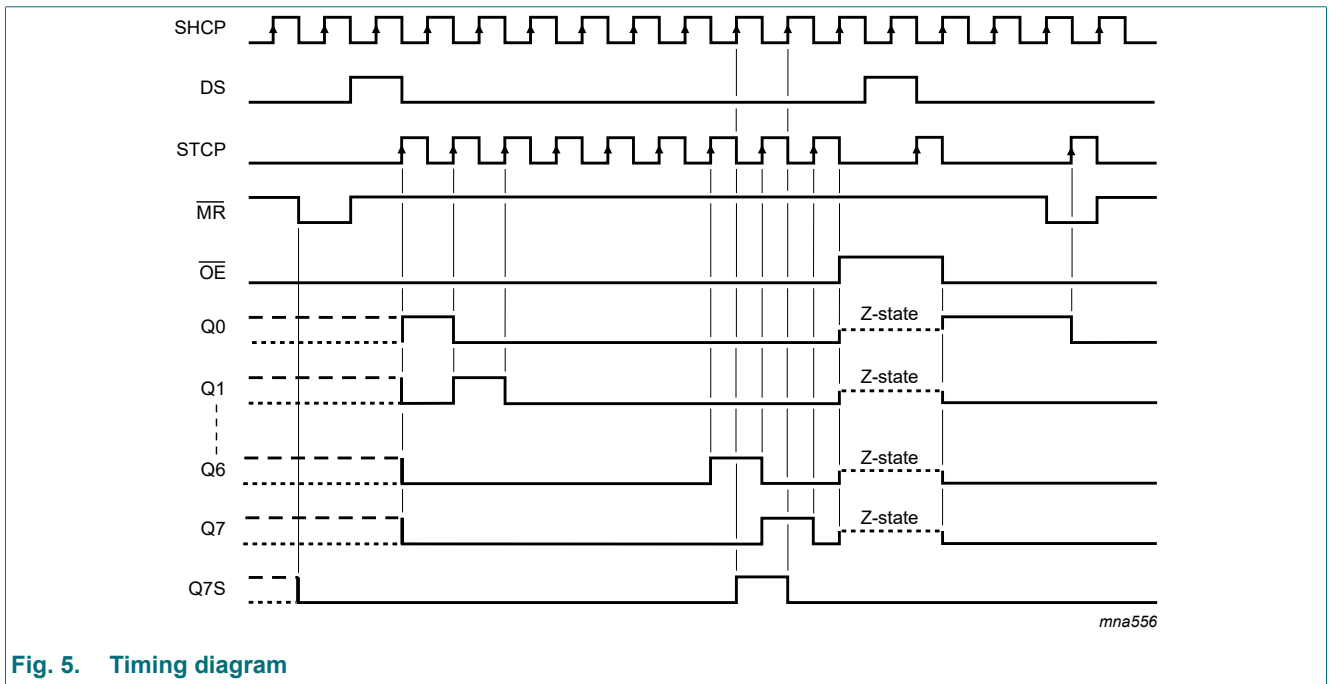 SHCP
DS
STCP
MR
OE
Q0 Z-state
Q1 Z-state
Q6 Z-state
Q7 Z-state
Q7S
mna556
Fig. 5. Timing diagram